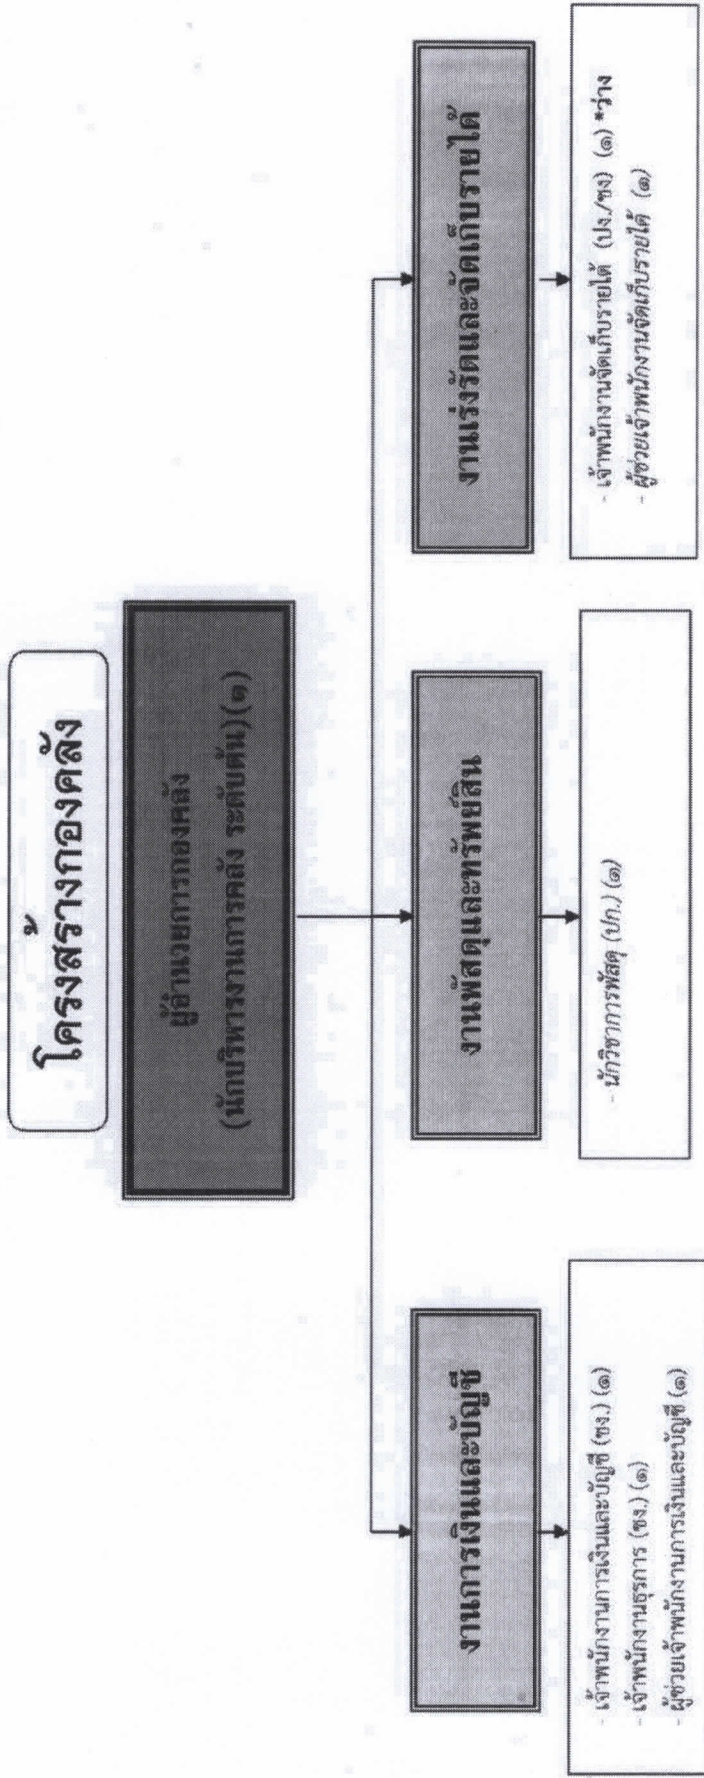 โครงสร้างกองคลัง
ผู้อำนวยการกองคลัง
(นักบริหารงานการคลัง ระดับต้น)(๑)
งานการเงินและบัญชี
- เจ้าพนักงานการเงินและบัญชี (ชง.) (๑)
- เจ้าพนักงานธุรการ (ชง.) (๑)
- ผู้ช่วยเจ้าพนักงานการเงินและบัญชี (๑)
งานพัสดุและทรัพย์สิน
- นักวิชาการพัสดุ (ปก.) (๑)
งานเร่งรัดและจัดเก็บรายได้
- เจ้าพนักงานจัดเก็บรายได้ (ปง./ชง) (๑) *ว่าง
- ผู้ช่วยเจ้าพนักงานจัดเก็บรายได้ (๑)